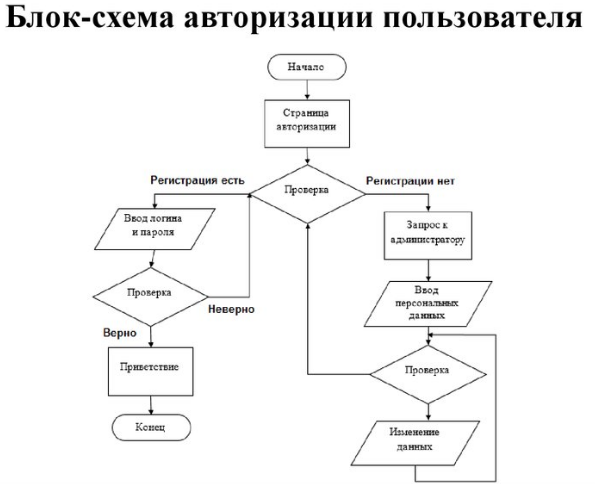 Блок-схема авторизации пользователя
Начало
Страница
авторизации
Проверка
Регистрация есть
Регистрации нет
Ввод логина
и пароля
Запрос к
администратору
Проверка
Неверно
Верно
Ввод
персональных
данных
Приветствие
Проверка
Конец
Изменение
данных